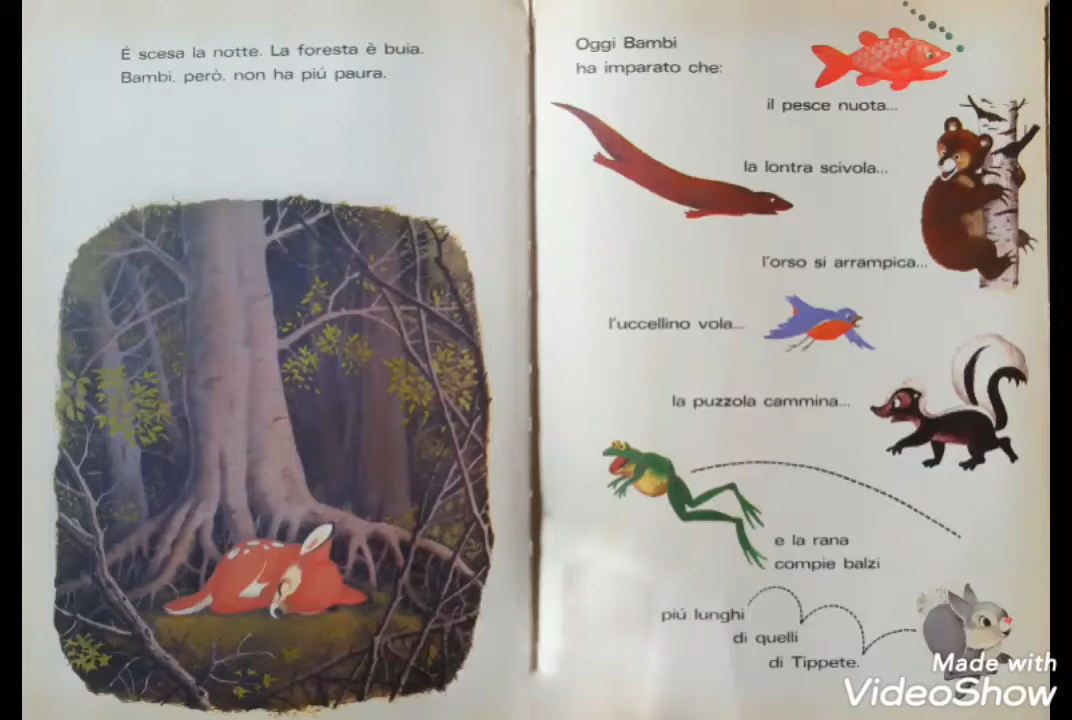 È scesa la notte. La foresta è buia.
Bambi, però, non ha piú paura.
Oggi Bambi
ha imparato che:
il pesce nuota...
la lontra scivola...
l'orso si arrampica...
l'uccellino vola...
la puzzola cammina...
e la rana
compie balzi
piú lunghi
di quelli
di Tippete.
Made with
VideoShow